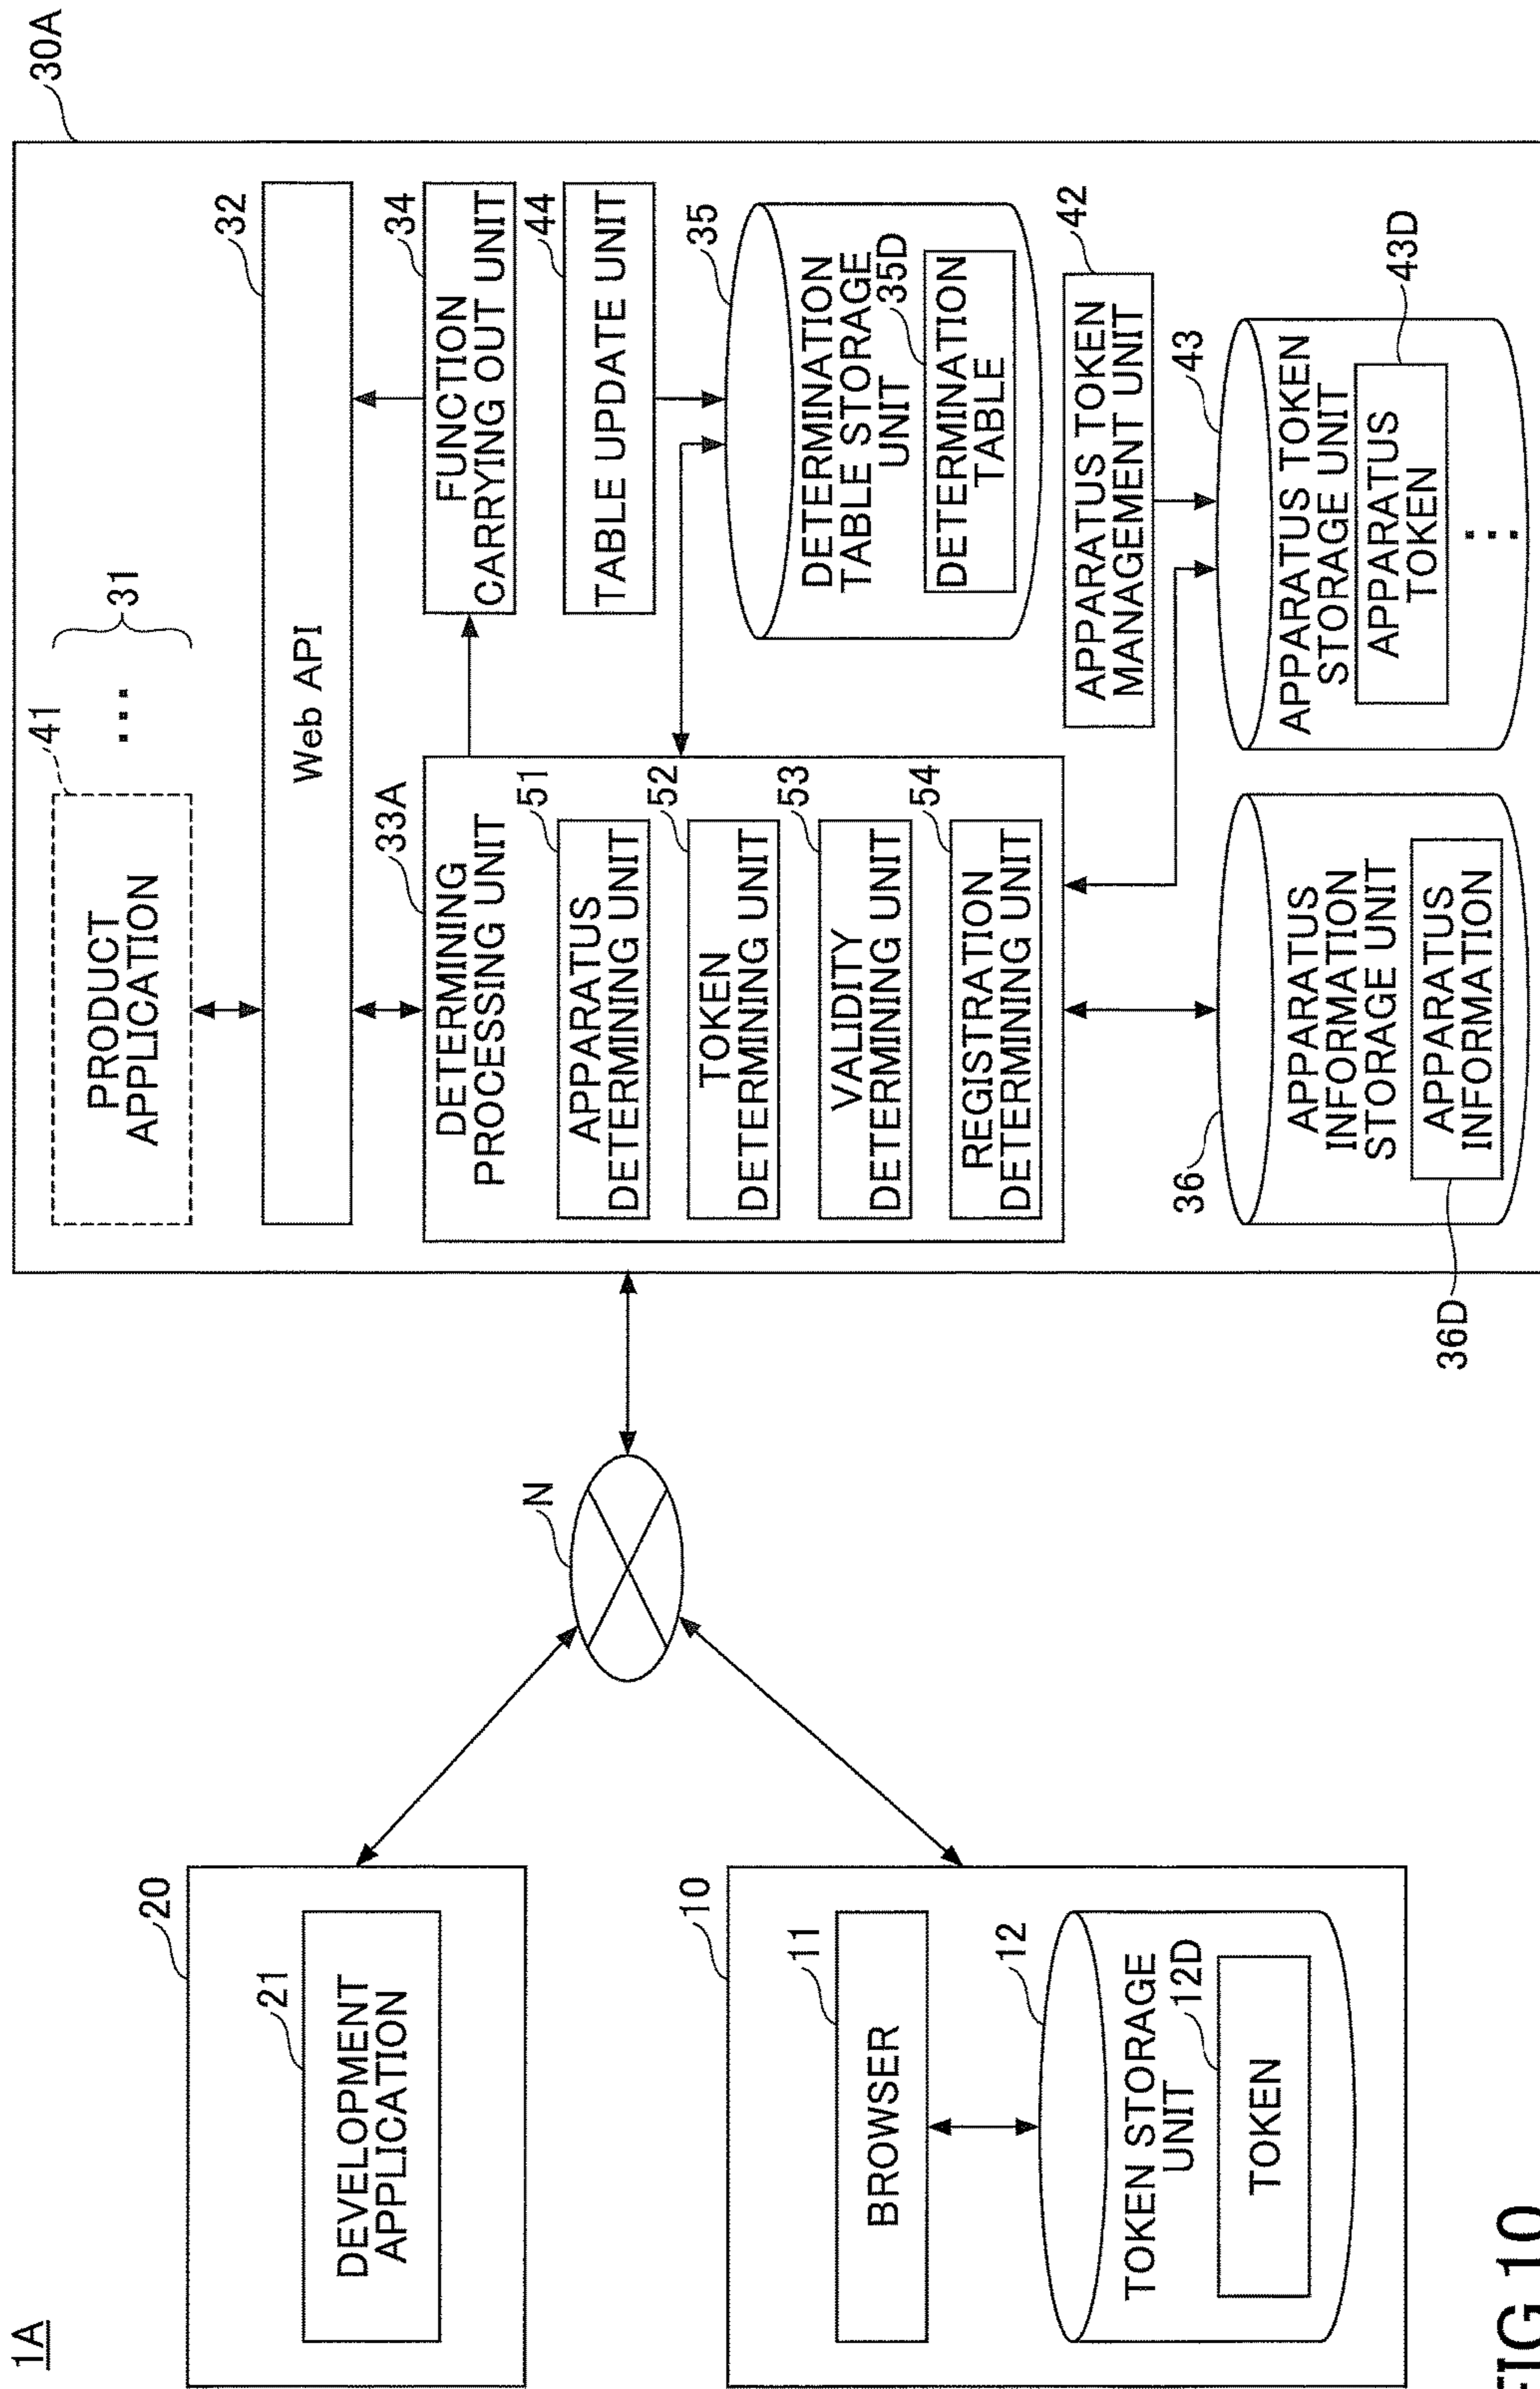 1A
20
21
DEVELOPMENT
APPLICATION
10
11
BROWSER
12
TOKEN STORAGE
UNIT
12D
TOKEN
N
30A
41
PRODUCT
APPLICATION
...
31
32
Web API
33A
DETERMINING
PROCESSING UNIT
51
APPARATUS
DETERMINING UNIT
52
TOKEN
DETERMINING UNIT
53
VALIDITY
DETERMINING UNIT
54
REGISTRATION
DETERMINING UNIT
34
FUNCTION
CARRYING OUT UNIT
44
TABLE UPDATE UNIT
35
DETERMINATION
TABLE STORAGE
UNIT
35D
DETERMINATION
TABLE
42
APPARATUS TOKEN
MANAGEMENT UNIT
36
APPARATUS
INFORMATION
STORAGE UNIT
APPARATUS
INFORMATION
36D
43
APPARATUS TOKEN
STORAGE UNIT
43D
APPARATUS
TOKEN
...
FIG.10